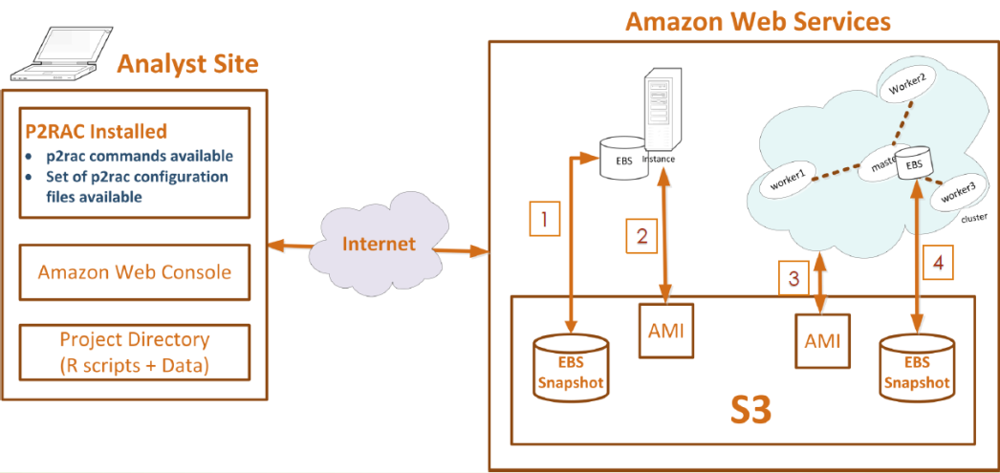 Amazon Web Services
Analyst Site
P2RAC Installed
• p2rac commands available
• Set of p2rac configuration
files available
Amazon Web Console
Project Directory
(R scripts + Data)
Internet
EBS
Instance
Worker2
worker1
maste
EBS
worker3
cluster
1
2
3
4
AMI
AMI
EBS
Snapshot
EBS
Snapshot
S3